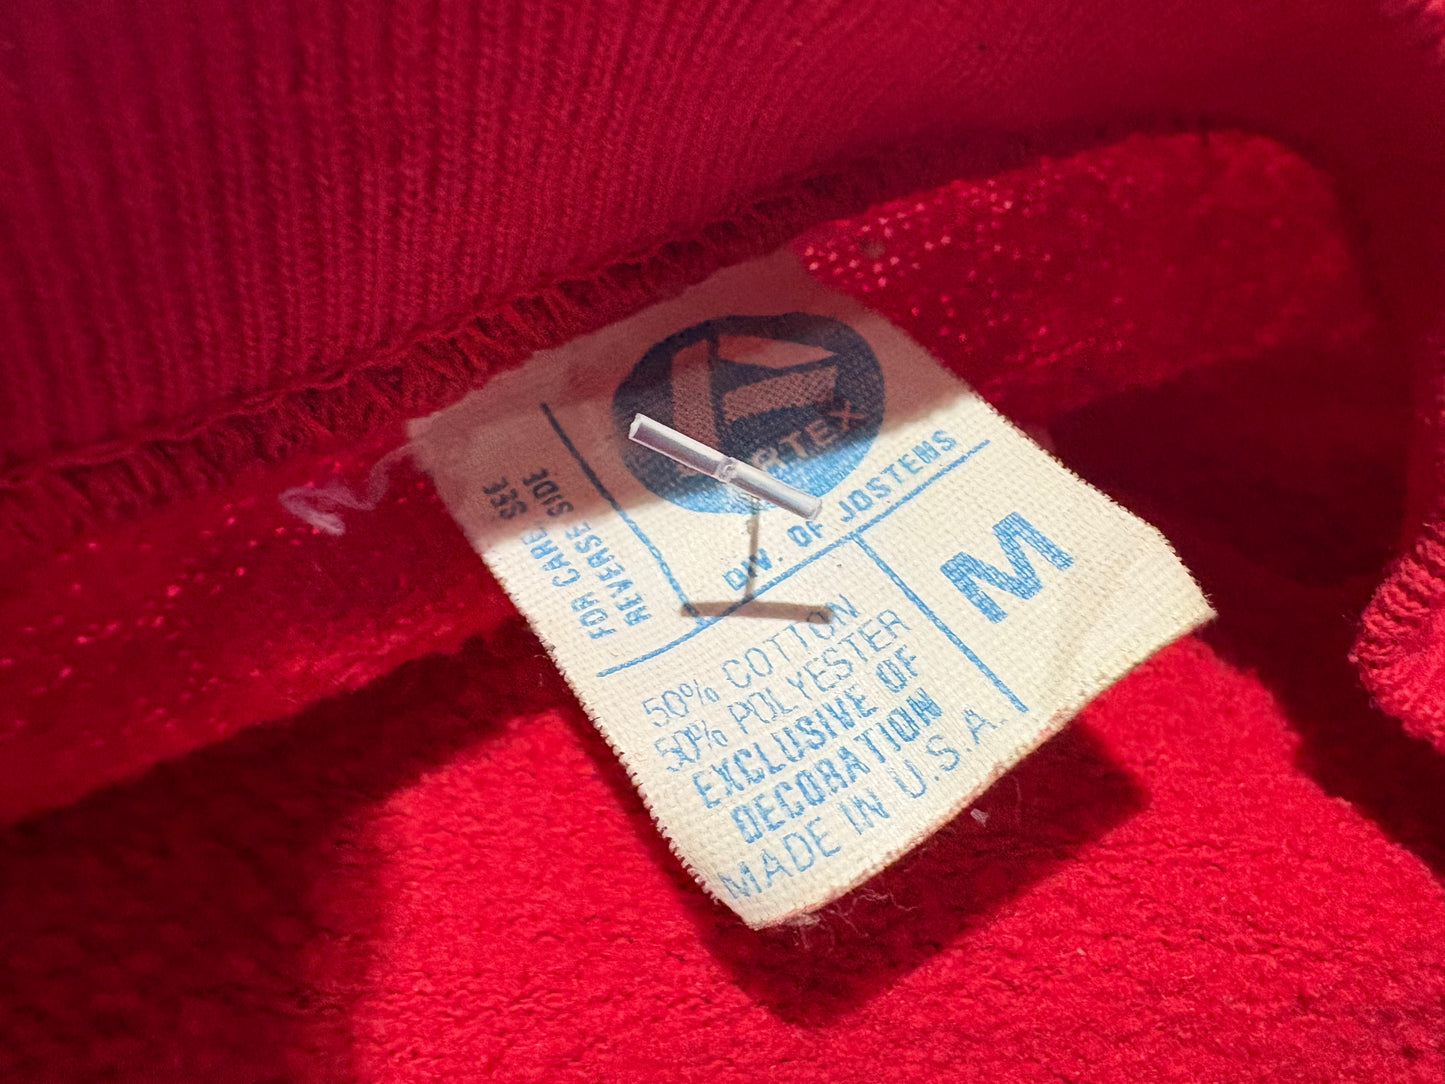 DIV. OF JOSTENS
FOR CARE, SEE
REVERSE SIDE
M
50% COTTON
50% POLYESTER
EXCLUSIVE OF
DECORATION
MADE IN U.S.A.